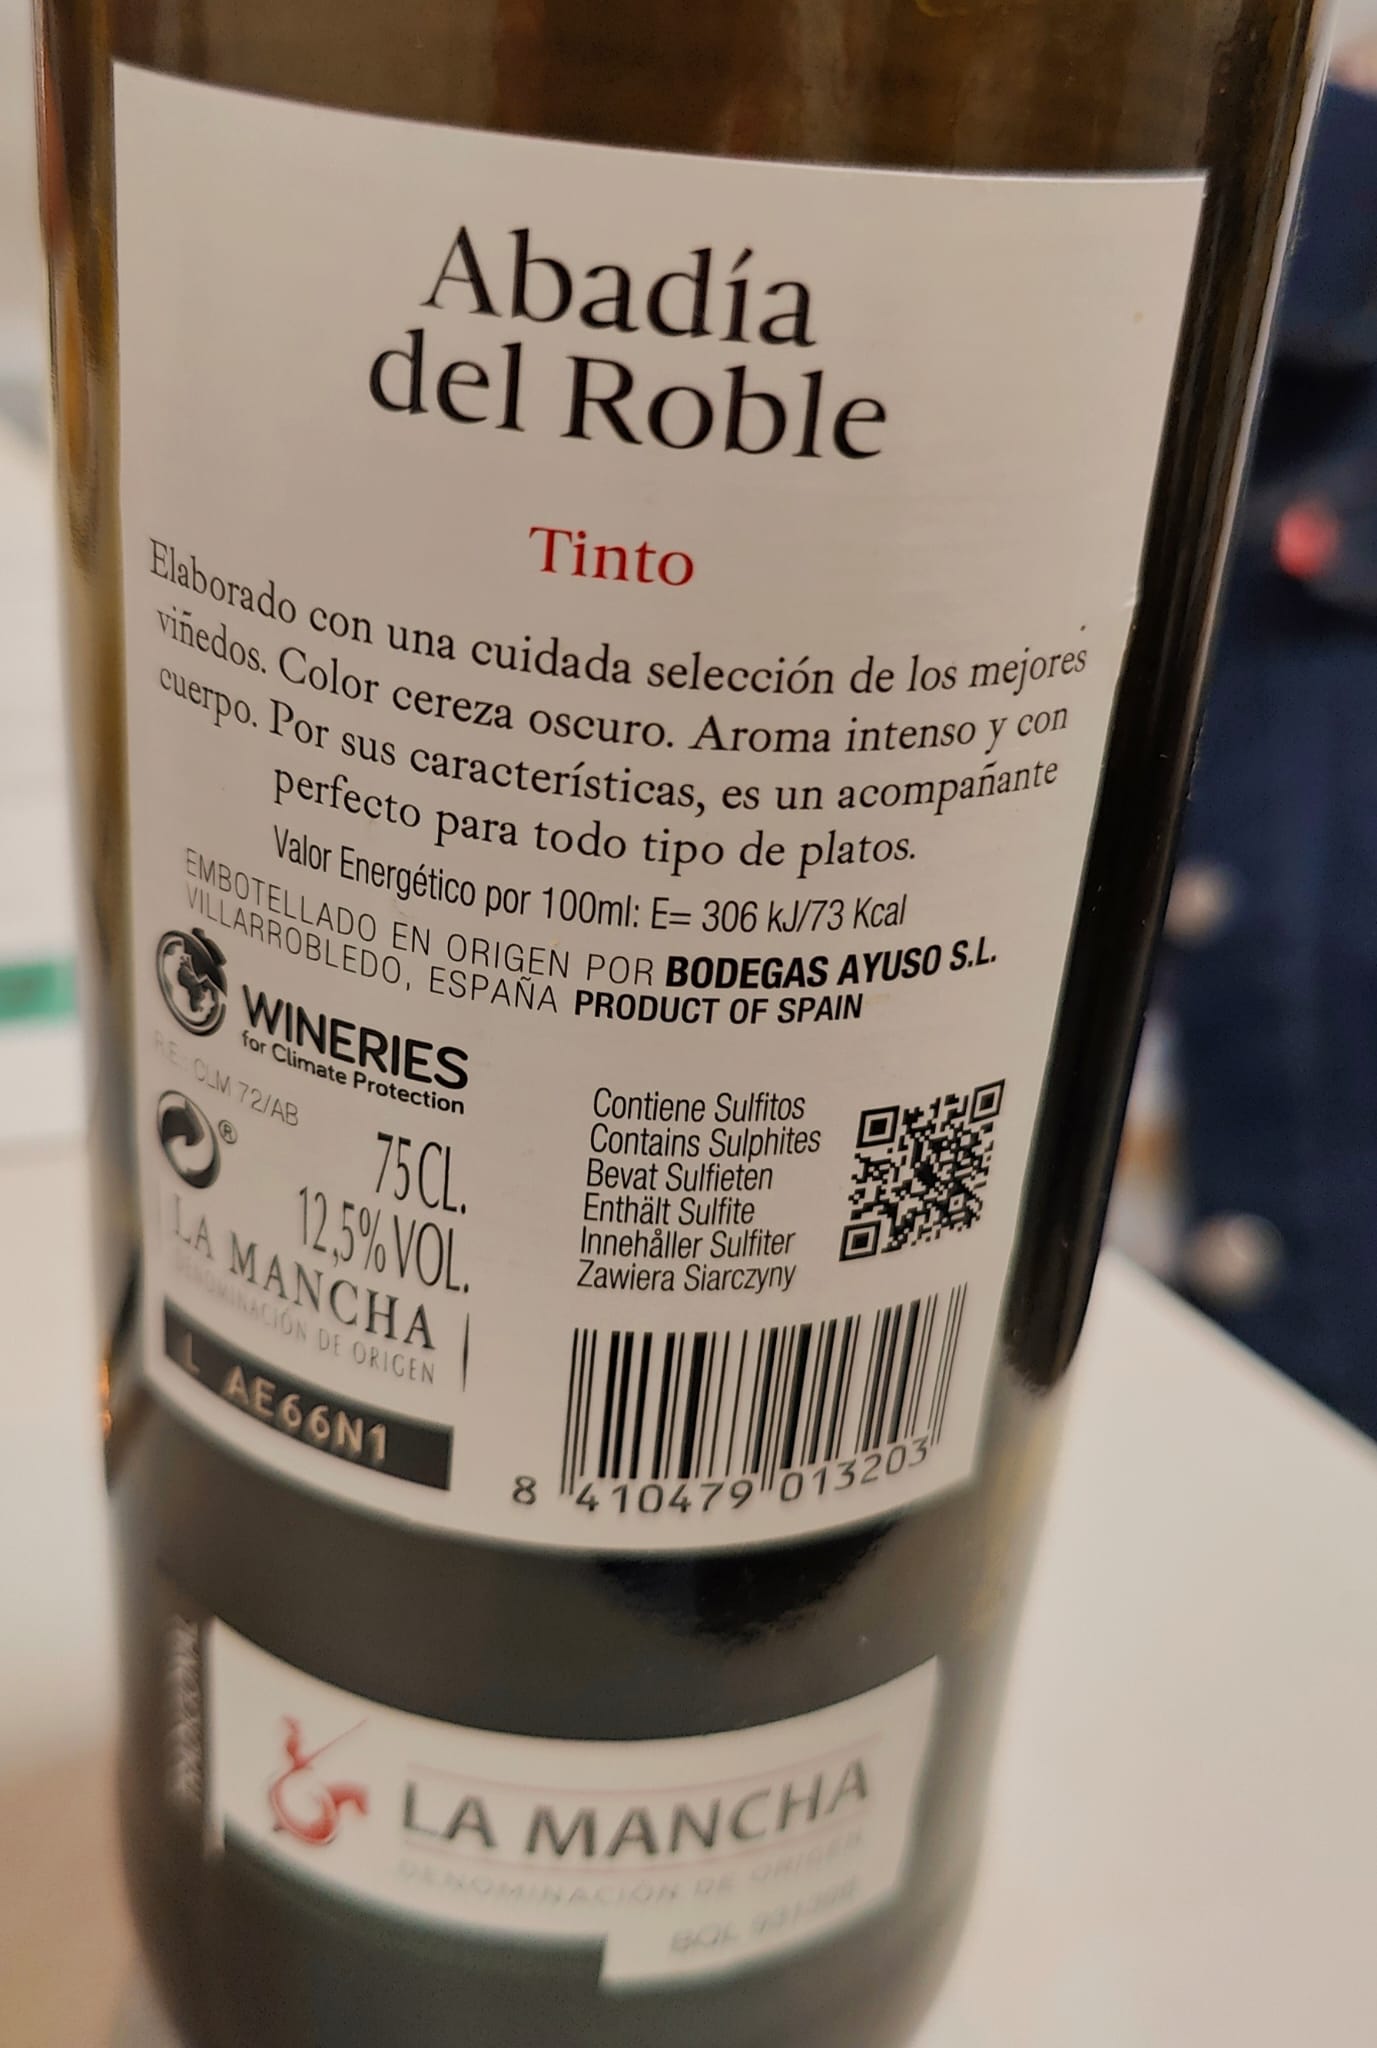 Abadía
del Roble
Tinto
Elaborado con una cuidada selección de los mejores
viñedos. Color cereza oscuro. Aroma intenso y con
cuerpo. Por sus características, es un acompañante
perfecto para todo tipo de platos.
Valor Energético por 100ml: E= 306 kJ/73 Kcal
EMBOTELLADO EN ORIGEN POR BODEGAS AYUSO S.L.
VILLARROBLEDO, ESPAÑA PRODUCT OF SPAIN
WINERIES
for Climate Protection
R.E.: CLM 72/AB
®
75CL.
12,5% VOL.
LA MANCHA
DENOMINACIÓN DE ORIGEN
L AE66N1
Contiene Sulfitos
Contains Sulphites
Bevat Sulfieten
Enthält Sulfite
Innehåller Sulfiter
Zawiera Siarczyny
8 410479 013203
LA MANCHA
DENOMINACIÓN DE ORIGEN